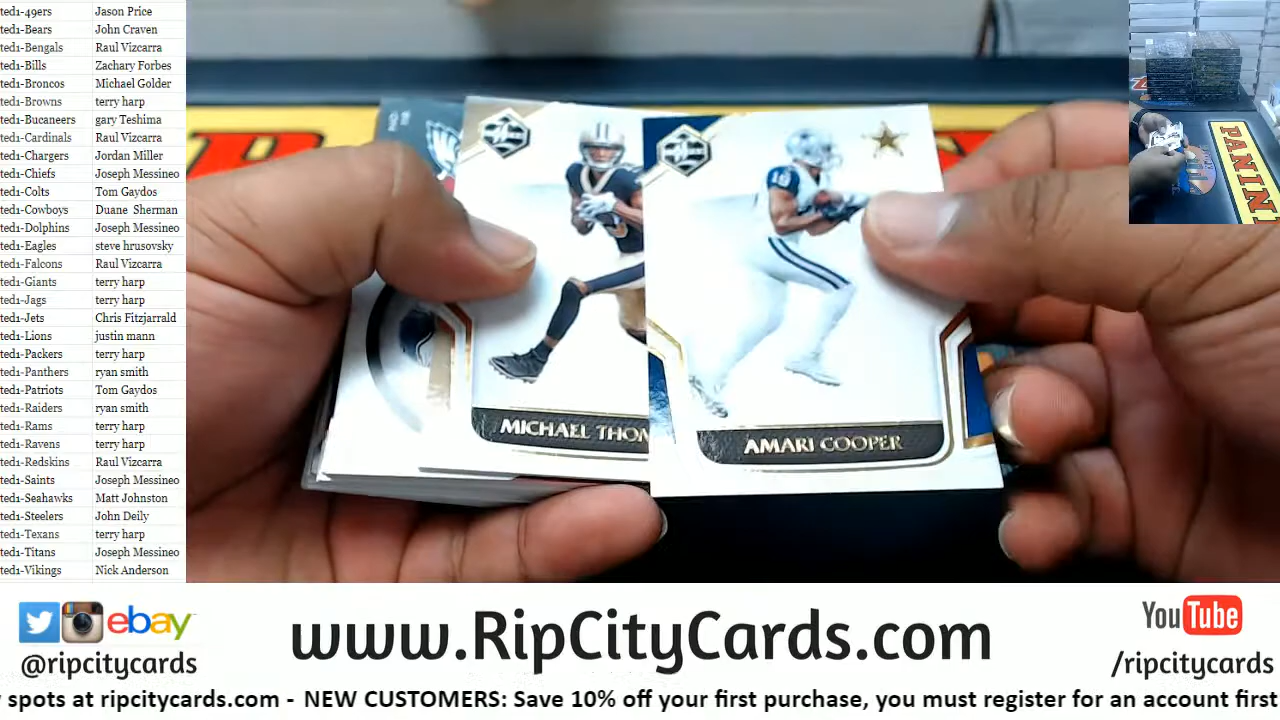 ted1-49ers Jason Price
ted1-Bears John Craven
ted1-Bengals Raul Vizcarra
ted1-Bills Zachary Forbes
ted1-Broncos Michael Golder
ted1-Browns terry harp
ted1-Bucaneers gary Teshima
ted1-Cardinals Raul Vizcarra
ted1-Chargers Jordan Miller
ted1-Chiefs Joseph Messineo
ted1-Colts Tom Gaydos
ted1-Cowboys Duane Sherman
ted1-Dolphins Joseph Messineo
ted1-Eagles steve hrusovsky
ted1-Falcons Raul Vizcarra
ted1-Giants terry harp
ted1-Jags terry harp
ted1-Jets Chris Fitzjarrald
ted1-Lions justin mann
ted1-Packers terry harp
ted1-Panthers ryan smith
ted1-Patriots Tom Gaydos
ted1-Raiders ryan smith
ted1-Rams terry harp
ted1-Ravens terry harp
ted1-Redskins Raul Vizcarra
ted1-Saints Joseph Messineo
ted1-Seahawks Matt Johnston
ted1-Steelers John Deily
ted1-Texans terry harp
ted1-Titans Joseph Messineo
ted1-Vikings Nick Anderson
MICHAEL THOM
AMARI COOPER
PANINI
ebay
@ripcitycards
www.RipCityCards.com
YouTube
/ripcitycards
spots at ripcitycards.com - NEW CUSTOMERS: Save 10% off your first purchase, you must register for an account first